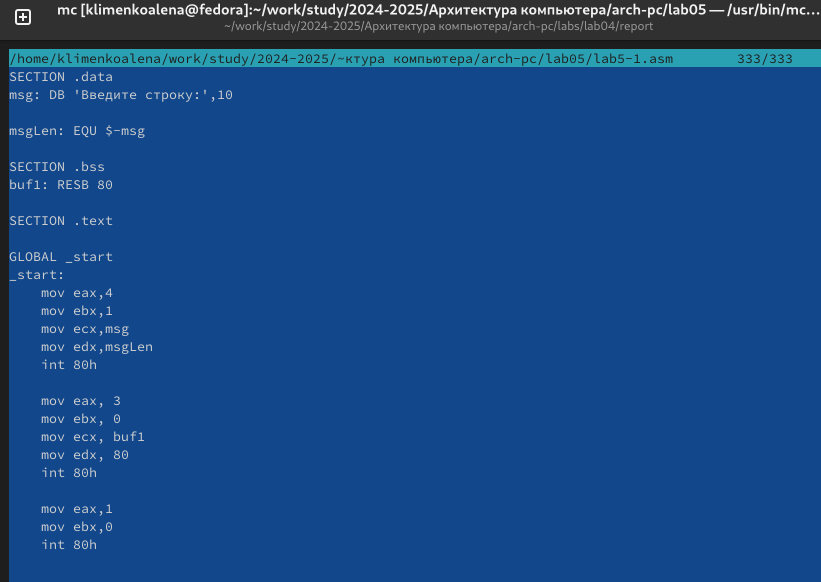 mc [klimenkoalena@fedora]:~/work/study/2024-2025/Архитектура компьютера/arch-pc/lab05 — /usr/bin/mc...
~/work/study/2024-2025/Архитектура компьютера/arch-pc/labs/lab04/report
/home/klimenkoalena/work/study/2024-2025/~ктура компьютера/arch-pc/lab05/lab5-1.asm 333/333
SECTION .data
msg: DB 'Введите строку:',10
msgLen: EQU $-msg
SECTION .bss
buf1: RESB 80
SECTION .text
GLOBAL _start
_start:
mov eax,4
mov ebx,1
mov ecx,msg
mov edx,msgLen
int 80h
mov eax, 3
mov ebx, 0
mov ecx, buf1
mov edx, 80
int 80h
mov eax,1
mov ebx,0
int 80h